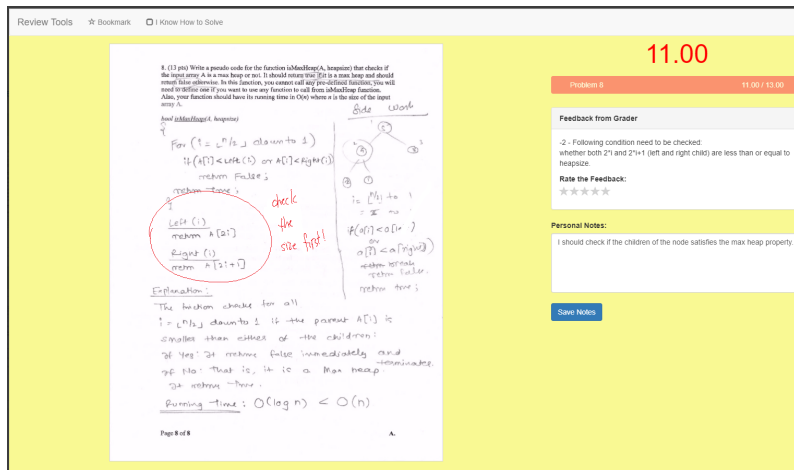 Review Tools ☆ Bookmark ☐ I Know How to Solve
8. (13 pts) Write a pseudo code for the function isMaxHeap(A, heapsize) that checks if
the input array A is a max heap or not. It should return true if it is a max heap and should
return false otherwise. In this function, you cannot call any pre-defined function, you will
need to define one if you want to use any function to call from isMaxHeap function.
Also, your function should have its running time in O(n) where n is the size of the input
array A.
bool isMaxHeap(A, heapsize)
{
For (i = ⌊n/2⌋ down to 1)
if (A[i] < Left(i) or A[i] < Right(i))
return False;
return true;
}
Left (i)
return A[2i]
Right (i)
return A[2i+1]
check
the
size first!
Side Work
i = ⌊n/2⌋ to 1
or
return false.
return true;
Explanation:
The function checks for all
i = ⌊n/2⌋ down to 1 if the parent A[i] is
smaller than either of the children:
If Yes: It returns false immediately and
terminates.
If No: That is, it is a Max heap.
It returns true.
Running time: O(log n) < O(n)
Page 8 of 8 A.
11.00
Problem 8 11.00 / 13.00
Feedback from Grader
-2 - Following condition need to be checked:
whether both 2*i and 2*i+1 (left and right child) are less than or equal to
heapsize.
Rate the Feedback:
Personal Notes:
I should check if the children of the node satisfies the max heap property.
Save Notes